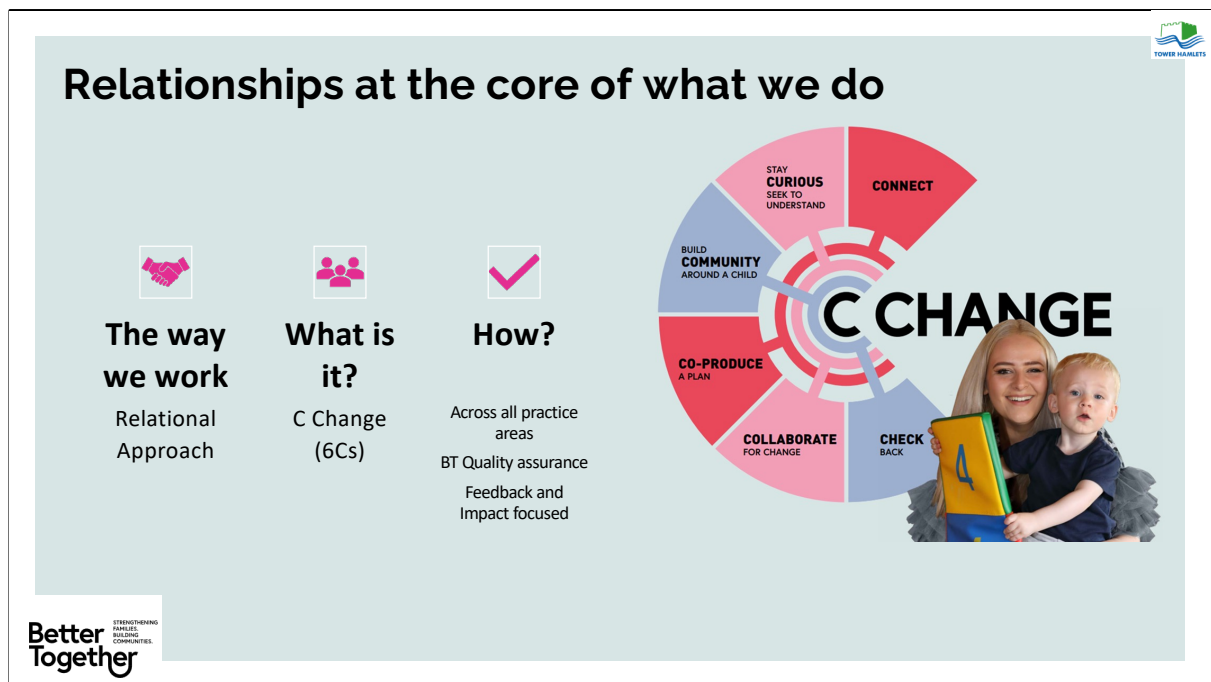 TOWER HAMLETS
Relationships at the core of what we do
The way
we work
Relational
Approach
What is
it?
C Change
(6Cs)
How?
Across all practice
areas
BT Quality assurance
Feedback and
Impact focused
CONNECT
STAY
CURIOUS
SEEK TO
UNDERSTAND
BUILD
COMMUNITY
AROUND A CHILD
CO-PRODUCE
A PLAN
COLLABORATE
FOR CHANGE
CHECK
BACK
C CHANGE
4
Better
Together
STRENGTHENING
FAMILIES.
BUILDING
COMMUNITIES.